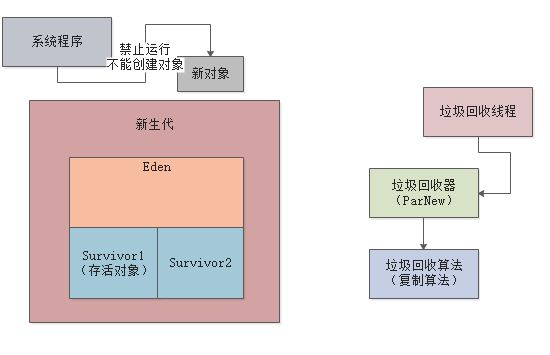 系统程序
禁止运行
不能创建对象
新对象
新生代
Eden
Survivor1
(存活对象)
Survivor2
垃圾回收线程
垃圾回收器
(ParNew)
垃圾回收算法
(复制算法)